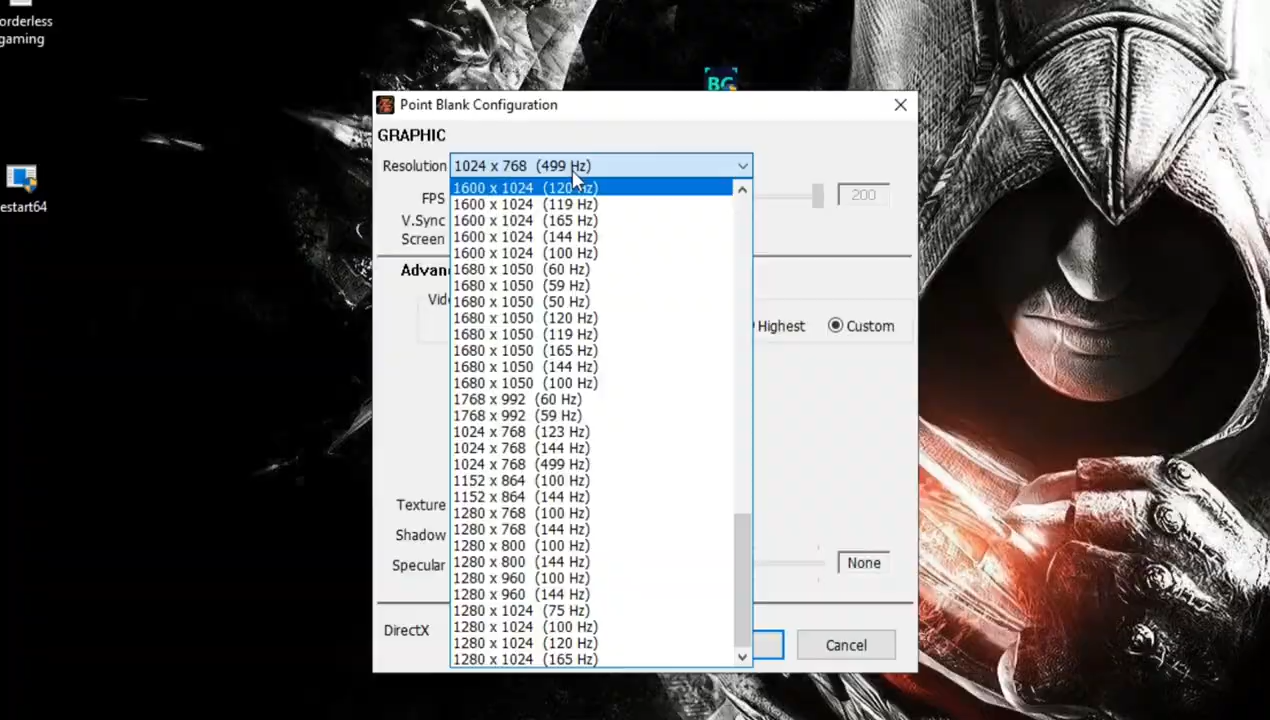 orderless
gaming
BG
estart64
Point Blank Configuration
GRAPHIC
Resolution
1024 x 768 (499 Hz)
FPS
200
V.Sync
Screen
1600 x 1024 (120 Hz)
1600 x 1024 (119 Hz)
1600 x 1024 (165 Hz)
1600 x 1024 (144 Hz)
1600 x 1024 (100 Hz)
1680 x 1050 (60 Hz)
1680 x 1050 (59 Hz)
1680 x 1050 (50 Hz)
1680 x 1050 (120 Hz)
1680 x 1050 (119 Hz)
1680 x 1050 (165 Hz)
1680 x 1050 (144 Hz)
1680 x 1050 (100 Hz)
1768 x 992 (60 Hz)
1768 x 992 (59 Hz)
1024 x 768 (123 Hz)
1024 x 768 (144 Hz)
1024 x 768 (499 Hz)
1152 x 864 (100 Hz)
1152 x 864 (144 Hz)
1280 x 768 (100 Hz)
1280 x 768 (144 Hz)
1280 x 800 (100 Hz)
1280 x 800 (144 Hz)
1280 x 960 (100 Hz)
1280 x 960 (144 Hz)
1280 x 1024 (75 Hz)
1280 x 1024 (100 Hz)
1280 x 1024 (120 Hz)
1280 x 1024 (165 Hz)
Advan
Vide
Highest
Custom
Texture
Shadow
Specular
None
DirectX
Cancel